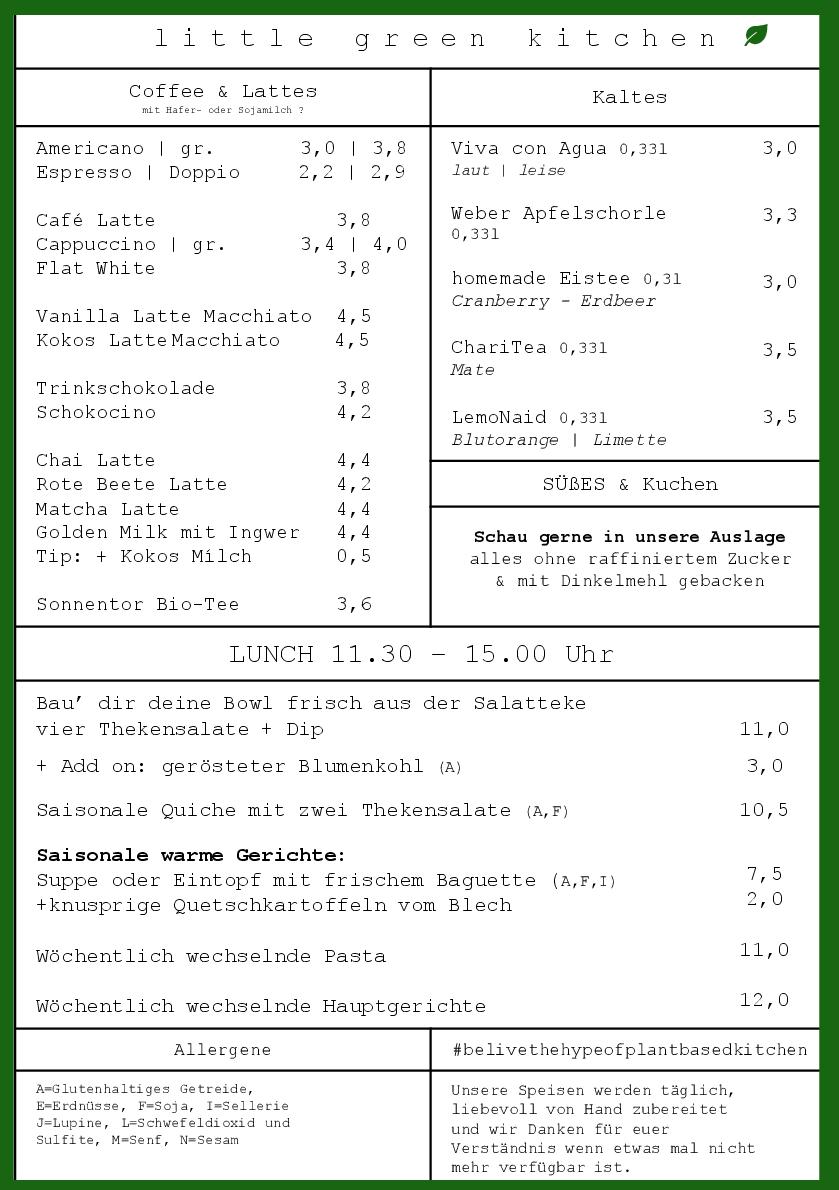 little green kitchen
Coffee & Lattes
mit Hafer- oder Sojamilch ?
Americano | gr. 3,0 | 3,8
Espresso | Doppio 2,2 | 2,9
Café Latte 3,8
Cappuccino | gr. 3,4 | 4,0
Flat White 3,8
Vanilla Latte Macchiato 4,5
Kokos Latte Macchiato 4,5
Trinkschokolade 3,8
Schokocino 4,2
Chai Latte 4,4
Rote Beete Latte 4,2
Matcha Latte 4,4
Golden Milk mit Ingwer 4,4
Tip: + Kokos Milch 0,5
Sonnentor Bio-Tee 3,6
Kaltes
Viva con Agua 0,33l 3,0
laut | leise
Weber Apfelschorle 3,3
0,33l
homemade Eistee 0,3l 3,0
Cranberry - Erdbeer
ChariTea 0,33l 3,5
Mate
LemoNaid 0,33l 3,5
Blutorange | Limette
SÜßES & Kuchen
Schau gerne in unsere Auslage
alles ohne raffiniertem Zucker
& mit Dinkelmehl gebacken
LUNCH 11.30 – 15.00 Uhr
Bau’ dir deine Bowl frisch aus der Salatteke
vier Thekensalate + Dip 11,0
+ Add on: gerösteter Blumenkohl (A) 3,0
Saisonale Quiche mit zwei Thekensalate (A,F) 10,5
Saisonale warme Gerichte:
Suppe oder Eintopf mit frischem Baguette (A,F,I) 7,5
+knusprige Quetschkartoffeln vom Blech 2,0
Wöchentlich wechselnde Pasta 11,0
Wöchentlich wechselnde Hauptgerichte 12,0
Allergene
A=Glutenhaltiges Getreide,
E=Erdnüsse, F=Soja, I=Sellerie
J=Lupine, L=Schwefeldioxid und
Sulfite, M=Senf, N=Sesam
#belivethehypeofplantbasedkitchen
Unsere Speisen werden täglich,
liebevoll von Hand zubereitet
und wir Danken für euer
Verständnis wenn etwas mal nicht
mehr verfügbar ist.